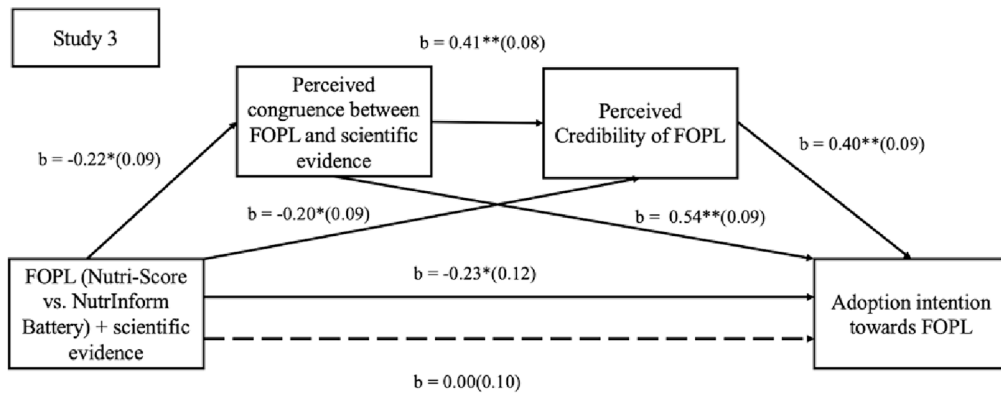 Study 3
b = 0.41**(0.08)
Perceived
congruence between
FOPL and scientific
evidence
Perceived
Credibility of FOPL
b = -0.22*(0.09)
b = 0.40**(0.09)
b = -0.20*(0.09)
b =  0.54**(0.09)
FOPL (Nutri-Score
vs. NutrInform
Battery) + scientific
evidence
b = -0.23*(0.12)
Adoption intention
towards FOPL
b = 0.00(0.10)